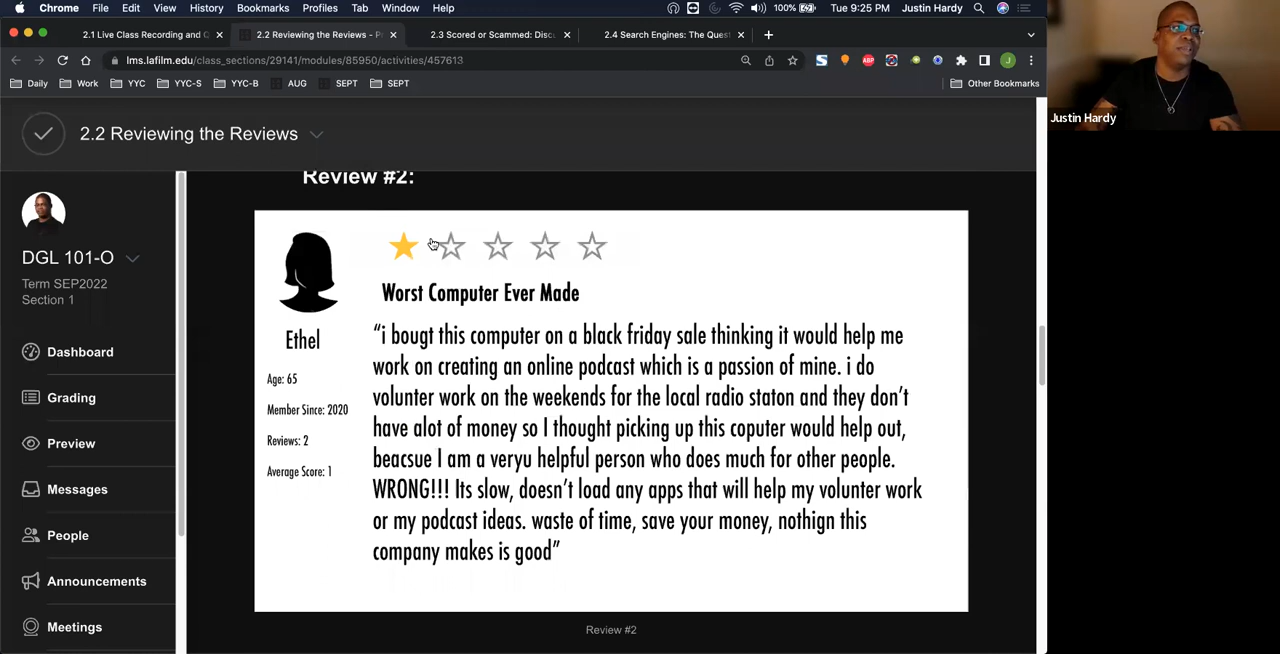 Chrome File Edit View History Bookmarks Profiles Tab Window Help 100% Tue 9:25 PM Justin Hardy
2.1 Live Class Recording and Q
2.2 Reviewing the Reviews - P
2.3 Scored or Scammed: Disc
2.4 Search Engines: The Quest
lms.lafilm.edu/class_sections/29141/modules/85950/activities/457613
ABP
J
Daily Work YYC YYC-S YYC-B AUG SEPT SEPT Other Bookmarks
Justin Hardy
2.2 Reviewing the Reviews
Review #2:
DGL 101-O
Term SEP2022
Section 1
Dashboard
Grading
Preview
Messages
People
Announcements
Meetings
Ethel
Age: 65
Member Since: 2020
Reviews: 2
Average Score: 1
Worst Computer Ever Made
“i bougt this computer on a black friday sale thinking it would help me
work on creating an online podcast which is a passion of mine. i do
volunter work on the weekends for the local radio staton and they don’t
have alot of money so I thought picking up this coputer would help out,
beacsue I am a veryu helpful person who does much for other people.
WRONG!!! Its slow, doesn’t load any apps that will help my volunter work
or my podcast ideas. waste of time, save your money, nothign this
company makes is good”
Review #2